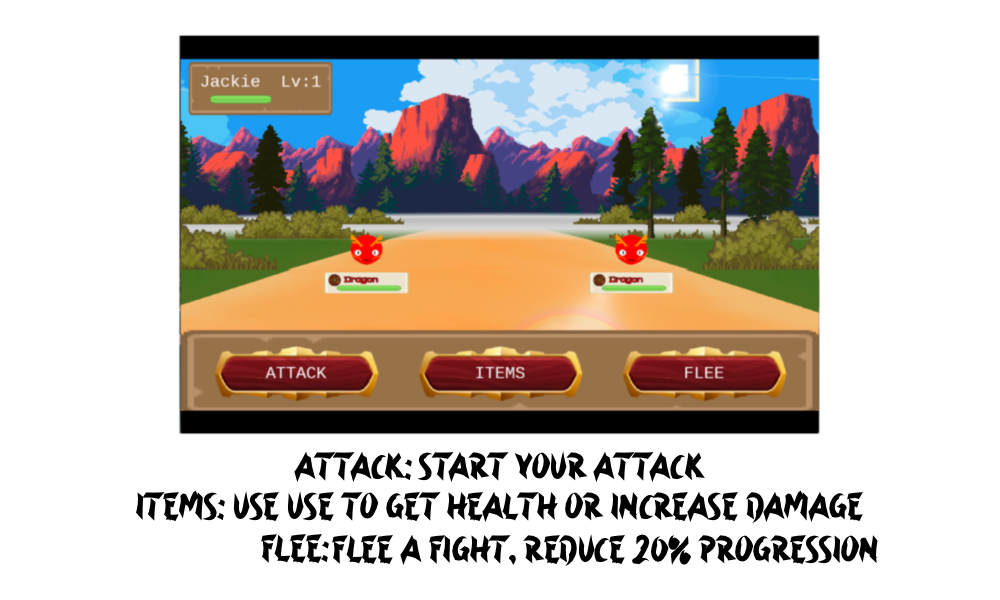 Jackie Lv:1
Dragon Dragon
ATTACK ITEMS FLEE
ATTACK: START YOUR ATTACK
ITEMS: USE USE TO GET HEALTH OR INCREASE DAMAGE
FLEE:FLEE A FIGHT, REDUCE 20% PROGRESSION